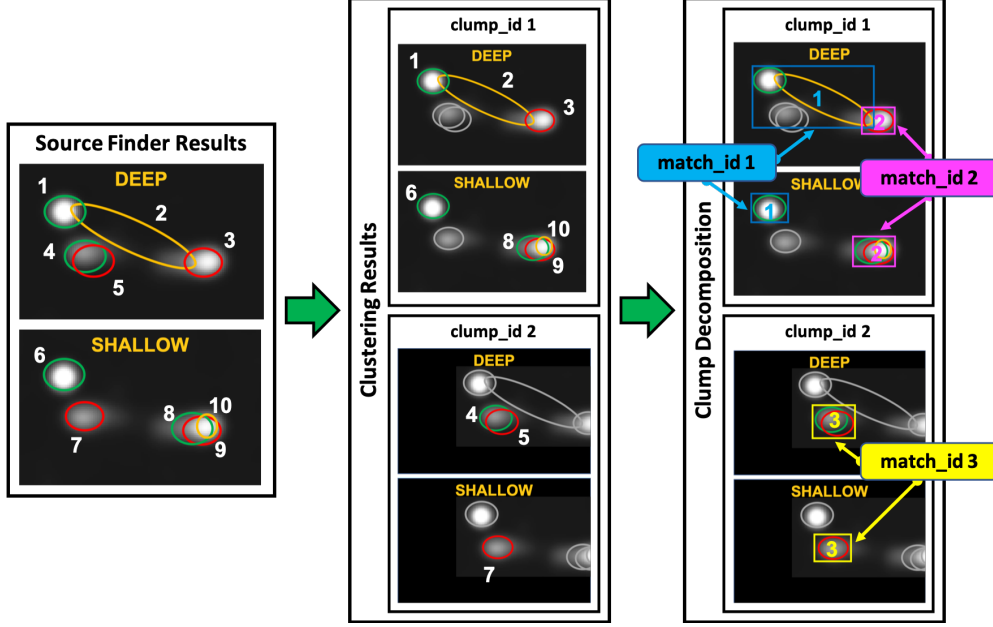 Source Finder Results
DEEP
1
2
3
4
5
SHALLOW
6
7
8
10
9
Clustering Results
clump_id 1
DEEP
1
2
3
SHALLOW
6
10
8
9
clump_id 2
DEEP
4
5
SHALLOW
7
Clump Decomposition
clump_id 1
DEEP
1
2
match_id 1
match_id 2
SHALLOW
1
2
clump_id 2
DEEP
3
match_id 3
SHALLOW
3